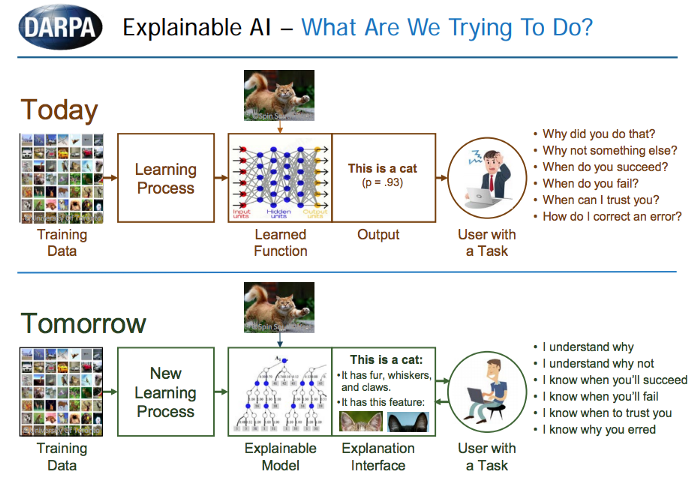 DARPA
Explainable AI – What Are We Trying To Do?
Today
©Spin South West
Learning
Process
Input
units
Hidden
units
Output
units
This is a cat
(p = .93)
Training
Data
Learned
Function
Output
User with
a Task
• Why did you do that?
• Why not something else?
• When do you succeed?
• When do you fail?
• When can I trust you?
• How do I correct an error?
Tomorrow
New
Learning
Process
This is a cat:
•It has fur, whiskers,
and claws.
•It has this feature:
Training
Data
Explainable
Model
Explanation
Interface
User with
a Task
• I understand why
• I understand why not
• I know when you'll succeed
• I know when you'll fail
• I know when to trust you
• I know why you erred